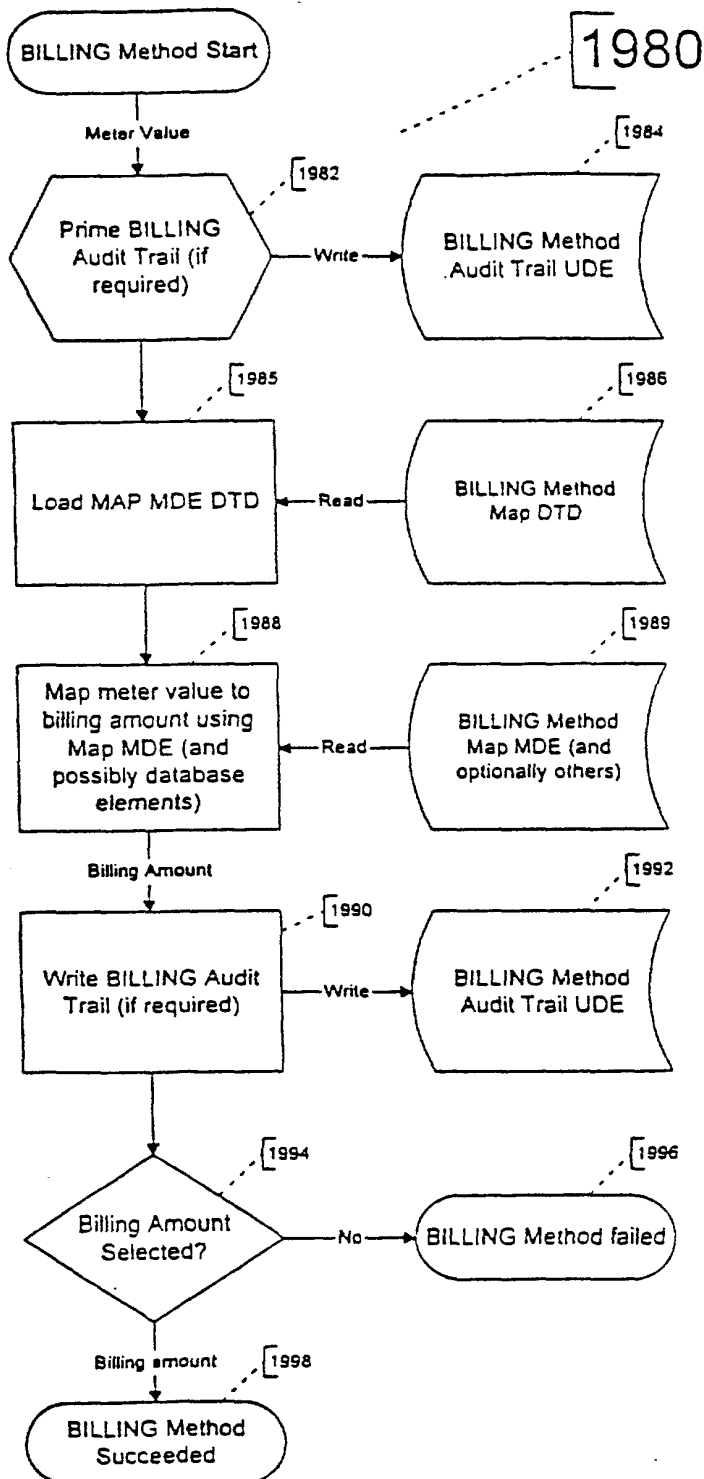 BILLING Method Start
1980
Meter Value
1982
1984
Prime BILLING
Audit Trail (if
required)
Write
BILLING Method
Audit Trail UDE
1985
1986
Load MAP MDE DTD
Read
BILLING Method
Map DTD
1988
1989
Map meter value to
billing amount using
Map MDE (and
possibly database
elements)
Read
BILLING Method
Map MDE (and
optionally others)
Billing Amount
1990
1992
Write BILLING Audit
Trail (if required)
Write
BILLING Method
Audit Trail UDE
1994
1996
Billing Amount
Selected?
No
BILLING Method failed
Billing amount
1998
BILLING Method
Succeeded